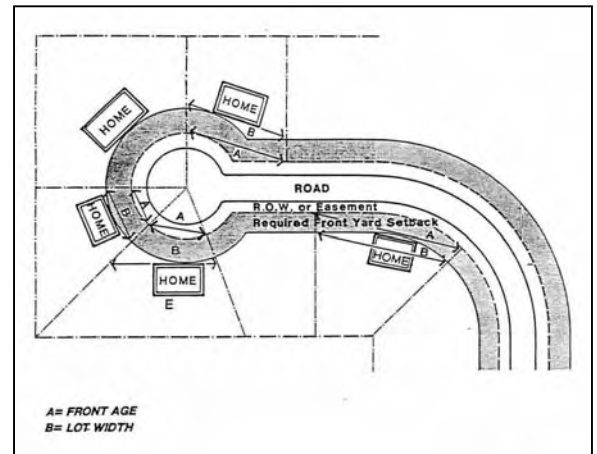 HOME
HOME
B
A
ROAD
R.O.W. or Easement
Required Front Yard Setback
HOME
B
A
A
B
HOME
E
A
B
HOME
A= FRONT AGE
B= LOT WIDTH